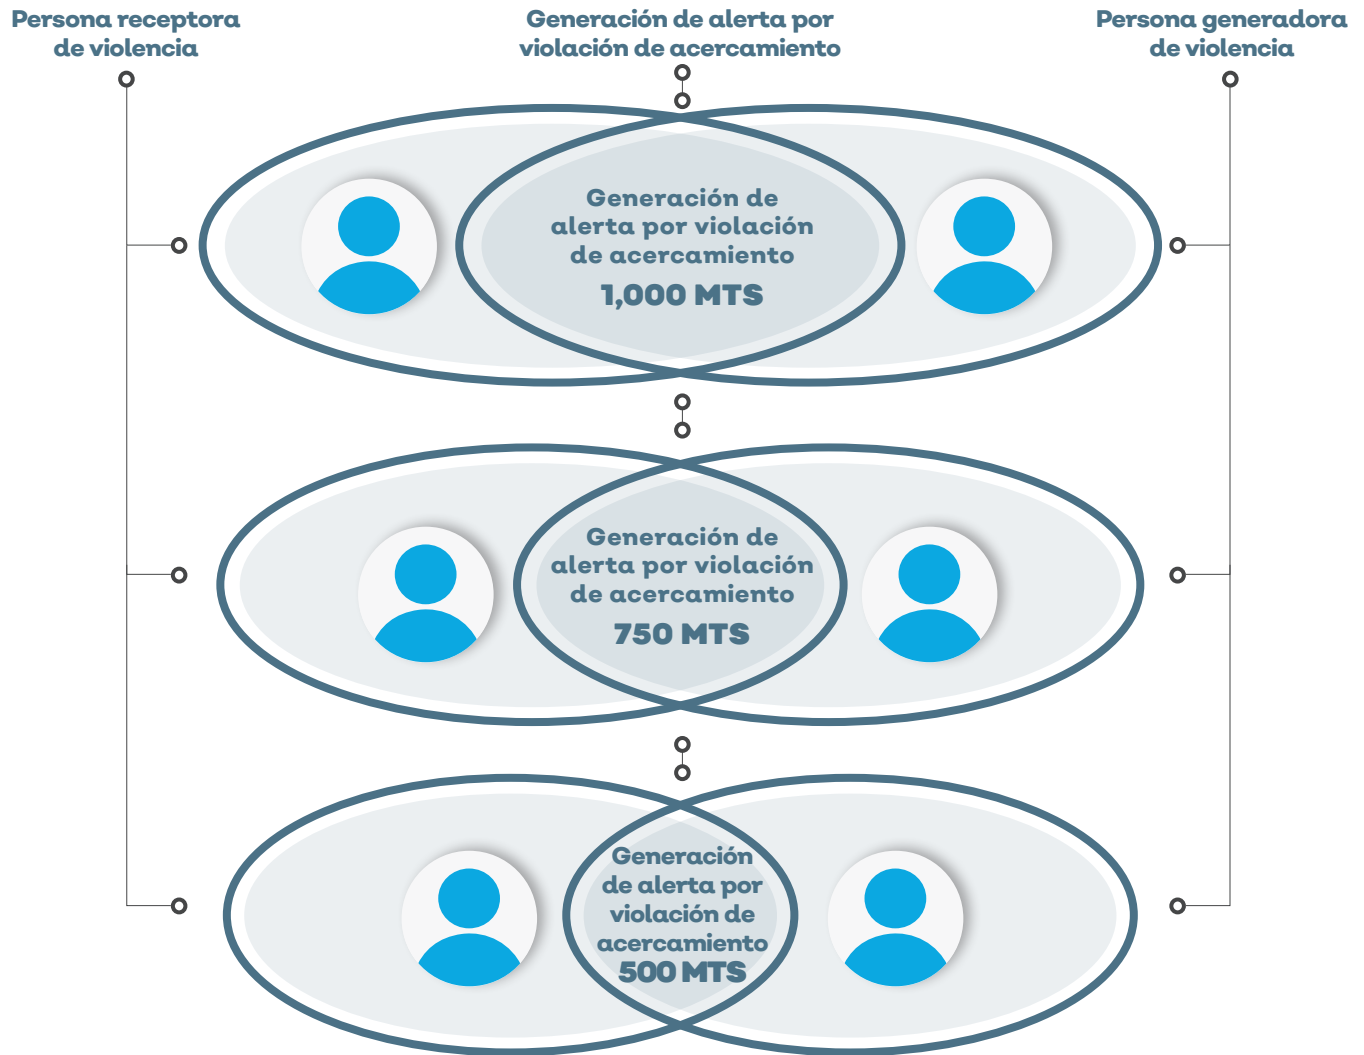 Persona receptora
de violencia
Generación de alerta por
violación de acercamiento
Persona generadora
de violencia
Generación de
alerta por violación
de acercamiento
1,000 MTS
Generación de
alerta por violación
de acercamiento
750 MTS
Generación
de alerta por
violación de
acercamiento
500 MTS